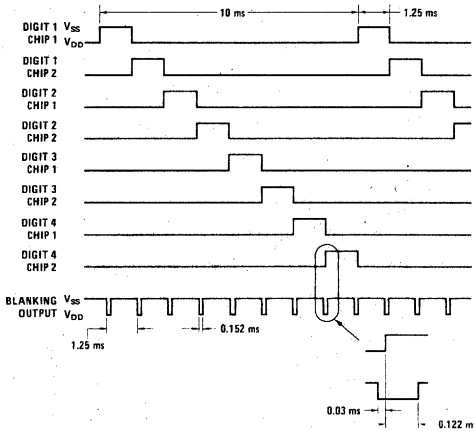 10 ms
1.25 ms
DIGIT 1 VSS
CHIP 1 VDD
DIGIT 1
CHIP 2
DIGIT 2
CHIP 1
DIGIT 2
CHIP 2
DIGIT 3
CHIP 1
DIGIT 3
CHIP 2
DIGIT 4
CHIP 1
DIGIT 4
CHIP 2
BLANKING VSS
OUTPUT VDD
1.25 ms
0.152 ms
0.03 ms
0.122 m